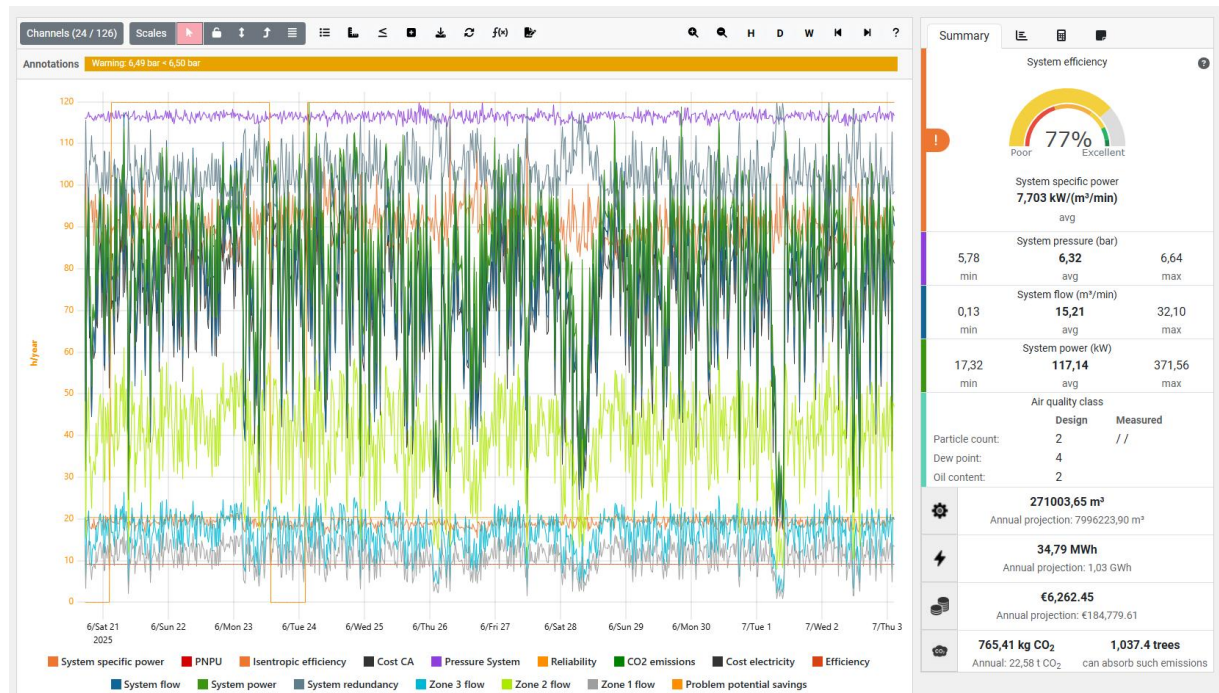 Channels (24 / 126) Scales f(x) H D W ?
Annotations Warning: 6,49 bar < 6,50 bar
120
110
100
90
80
70
60
50
40
30
20
10
0
h/year
6/Sat 21 6/Sun 22 6/Mon 23 6/Tue 24 6/Wed 25 6/Thu 26 6/Fri 27 6/Sat 28 6/Sun 29 6/Mon 30 7/Tue 1 7/Wed 2 7/Thu 3
2025
System specific power PNPU Isentropic efficiency Cost CA Pressure System Reliability CO2 emissions Cost electricity Efficiency
System flow System power System redundancy Zone 3 flow Zone 2 flow Zone 1 flow Problem potential savings
Summary
System efficiency ?
!
77%
Poor Excellent
System specific power
7,703 kW/(m³/min)
avg
System pressure (bar)
5,78 6,32 6,64
min avg max
System flow (m³/min)
0,13 15,21 32,10
min avg max
System power (kW)
17,32 117,14 371,56
min avg max
Air quality class
Design Measured
Particle count: 2 / /
Dew point: 4
Oil content: 2
271003,65 m³
Annual projection: 7996223,90 m³
34,79 MWh
Annual projection: 1,03 GWh
€6,262.45
Annual projection: €184,779.61
765,41 kg CO₂ 1,037.4 trees
Annual: 22,58 t CO₂ can absorb such emissions